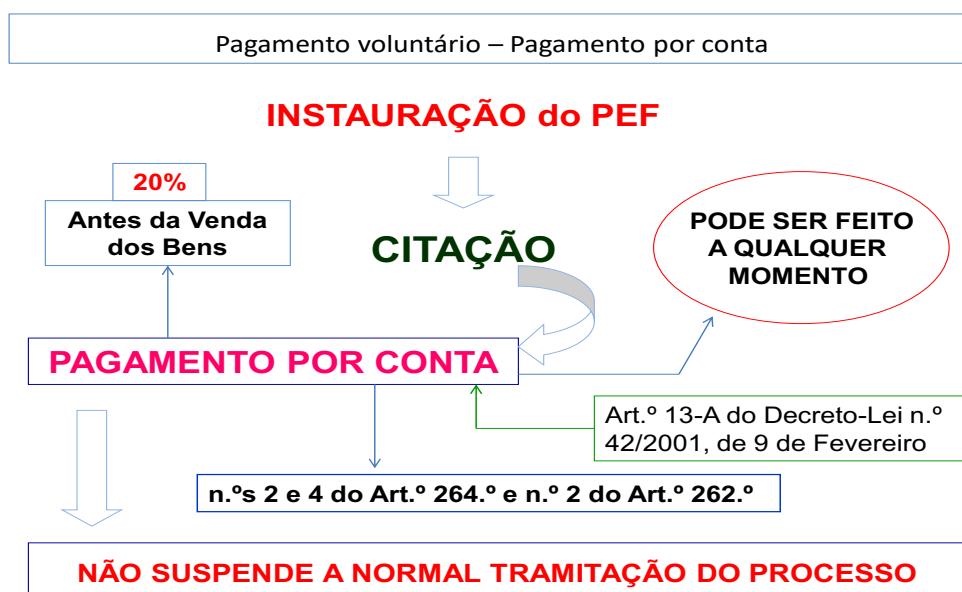 Pagamento voluntário – Pagamento por conta
INSTAURAÇÃO do PEF
20%
Antes da Venda
dos Bens
CITAÇÃO
PODE SER FEITO
A QUALQUER
MOMENTO
PAGAMENTO POR CONTA
Art.º 13-A do Decreto-Lei n.º
42/2001, de 9 de Fevereiro
n.ºs 2 e 4 do Art.º 264.º e n.º 2 do Art.º 262.º
NÃO SUSPENDE A NORMAL TRAMITAÇÃO DO PROCESSO